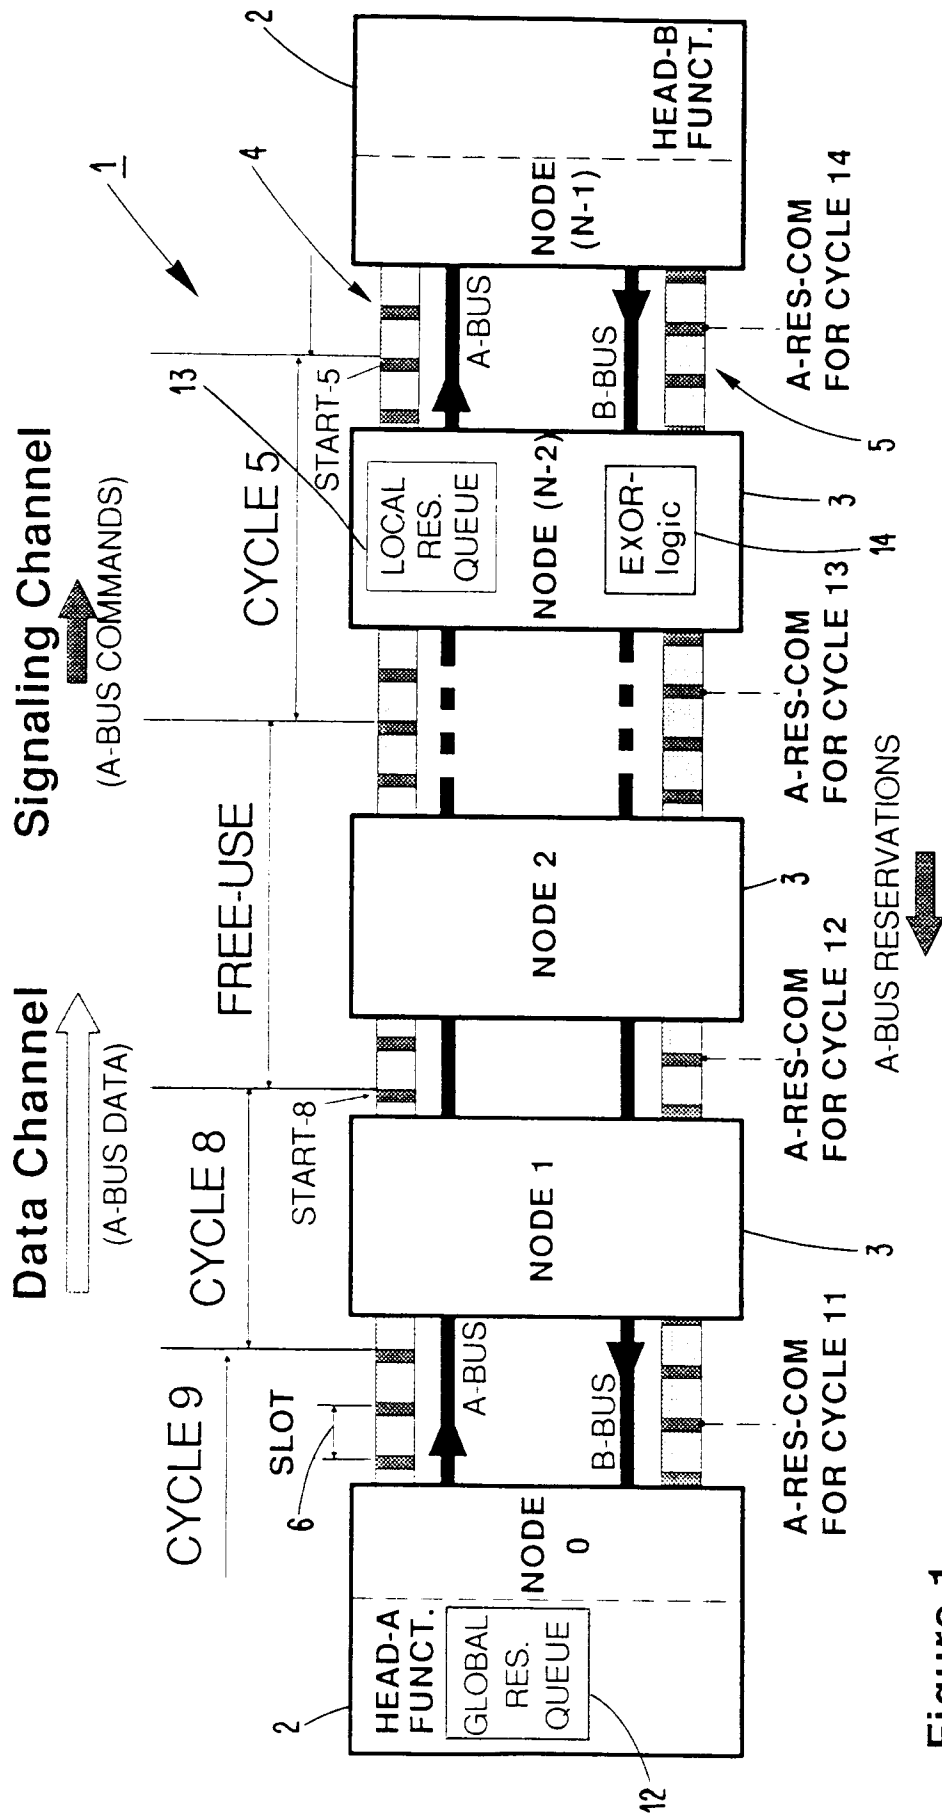 Data Channel
Signaling Channel
(A-BUS DATA)
(A-BUS COMMANDS)
1
CYCLE 9
CYCLE 8
FREE-USE
CYCLE 5
4
13
6
SLOT
START-8
START-5
2
2
HEAD-A
FUNCT.
GLOBAL
RES.
QUEUE
NODE
0
A-BUS
B-BUS
NODE 1
NODE 2
LOCAL
RES.
QUEUE
NODE (N-2)
EXOR-
logic
A-BUS
B-BUS
NODE
(N-1)
HEAD-B
FUNCT.
12
3
3
14
3
5
A-RES-COM
FOR CYCLE 11
A-RES-COM
FOR CYCLE 12
A-RES-COM
FOR CYCLE 13
A-RES-COM
FOR CYCLE 14
A-BUS RESERVATIONS
Figure 1